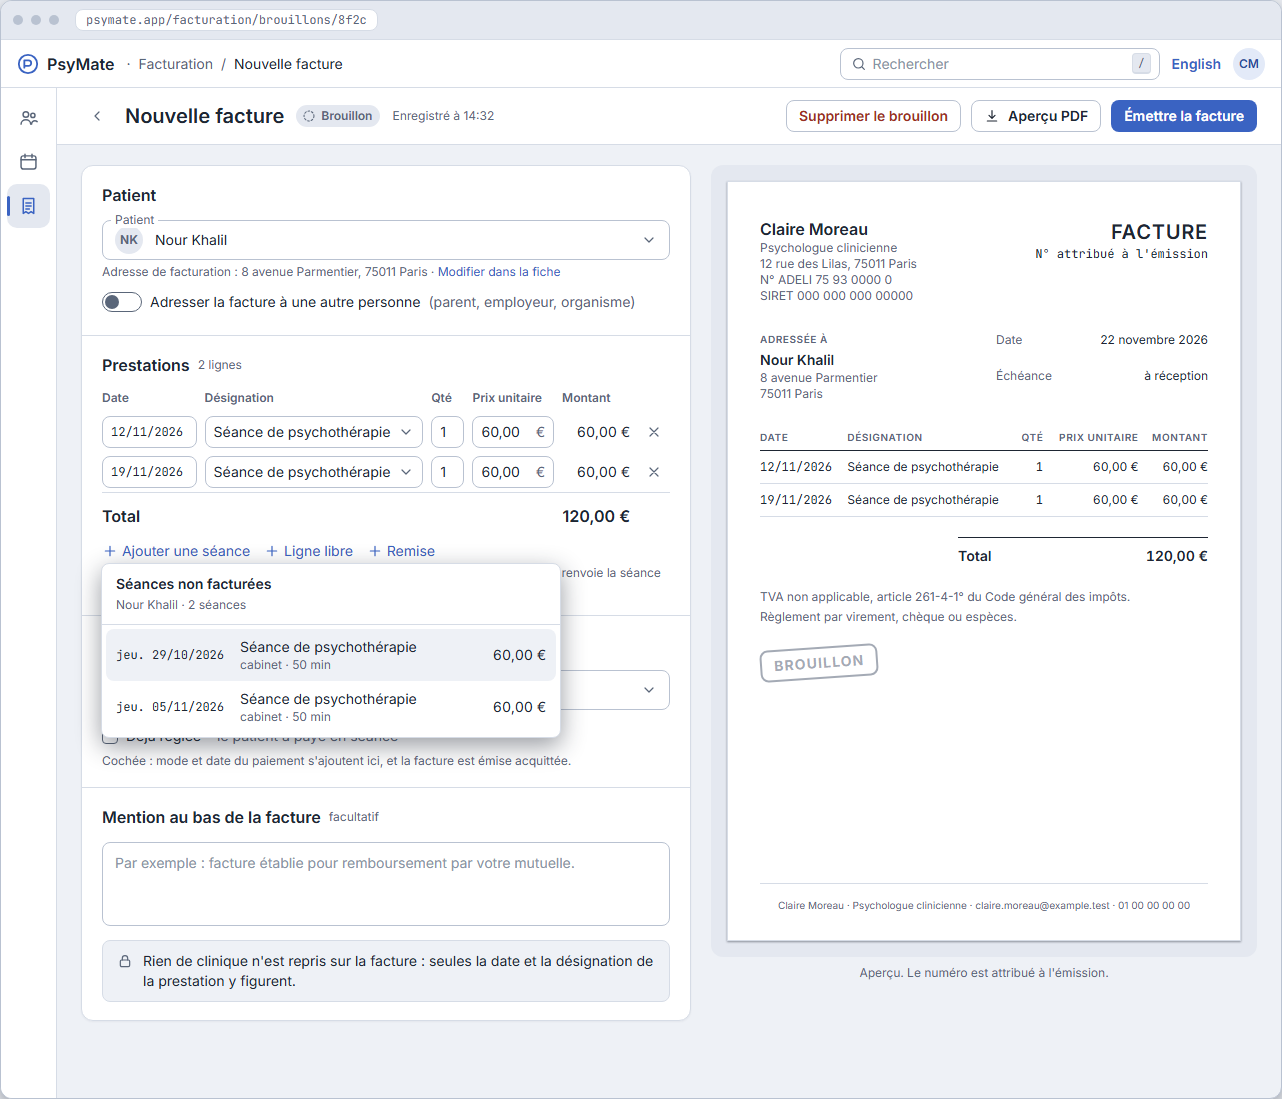 psymate.app/facturation/brouillons/8f2c
PsyMate · Facturation / Nouvelle facture
Rechercher /
English
CM
Nouvelle facture
Brouillon
Enregistré à 14:32
Supprimer le brouillon
Aperçu PDF
Émettre la facture
Patient
Patient
NK Nour Khalil
Adresse de facturation : 8 avenue Parmentier, 75011 Paris · Modifier dans la fiche
Adresser la facture à une autre personne (parent, employeur, organisme)
Prestations 2 lignes
Date Désignation Qté Prix unitaire Montant
12/11/2026 Séance de psychothérapie 1 60,00 € 60,00 €
19/11/2026 Séance de psychothérapie 1 60,00 € 60,00 €
Total 120,00 €
+ Ajouter une séance + Ligne libre + Remise
renvoie la séance
Séances non facturées
Nour Khalil · 2 séances
jeu. 29/10/2026 Séance de psychothérapie 60,00 €
cabinet · 50 min
jeu. 05/11/2026 Séance de psychothérapie 60,00 €
cabinet · 50 min
Déjà réglée le patient a payé en séance
Cochée : mode et date du paiement s'ajoutent ici, et la facture est émise acquittée.
Mention au bas de la facture facultatif
Par exemple : facture établie pour remboursement par votre mutuelle.
Rien de clinique n'est repris sur la facture : seules la date et la désignation de
la prestation y figurent.
Claire Moreau
Psychologue clinicienne
12 rue des Lilas, 75011 Paris
N° ADELI 75 93 0000 0
SIRET 000 000 000 00000
FACTURE
N° attribué à l'émission
ADRESSÉE À
Nour Khalil
8 avenue Parmentier
75011 Paris
Date 22 novembre 2026
Échéance à réception
DATE DÉSIGNATION QTÉ PRIX UNITAIRE MONTANT
12/11/2026 Séance de psychothérapie 1 60,00 € 60,00 €
19/11/2026 Séance de psychothérapie 1 60,00 € 60,00 €
Total 120,00 €
TVA non applicable, article 261-4-1° du Code général des impôts.
Règlement par virement, chèque ou espèces.
BROUILLON
Claire Moreau · Psychologue clinicienne · claire.moreau@example.test · 01 00 00 00 00
Aperçu. Le numéro est attribué à l'émission.